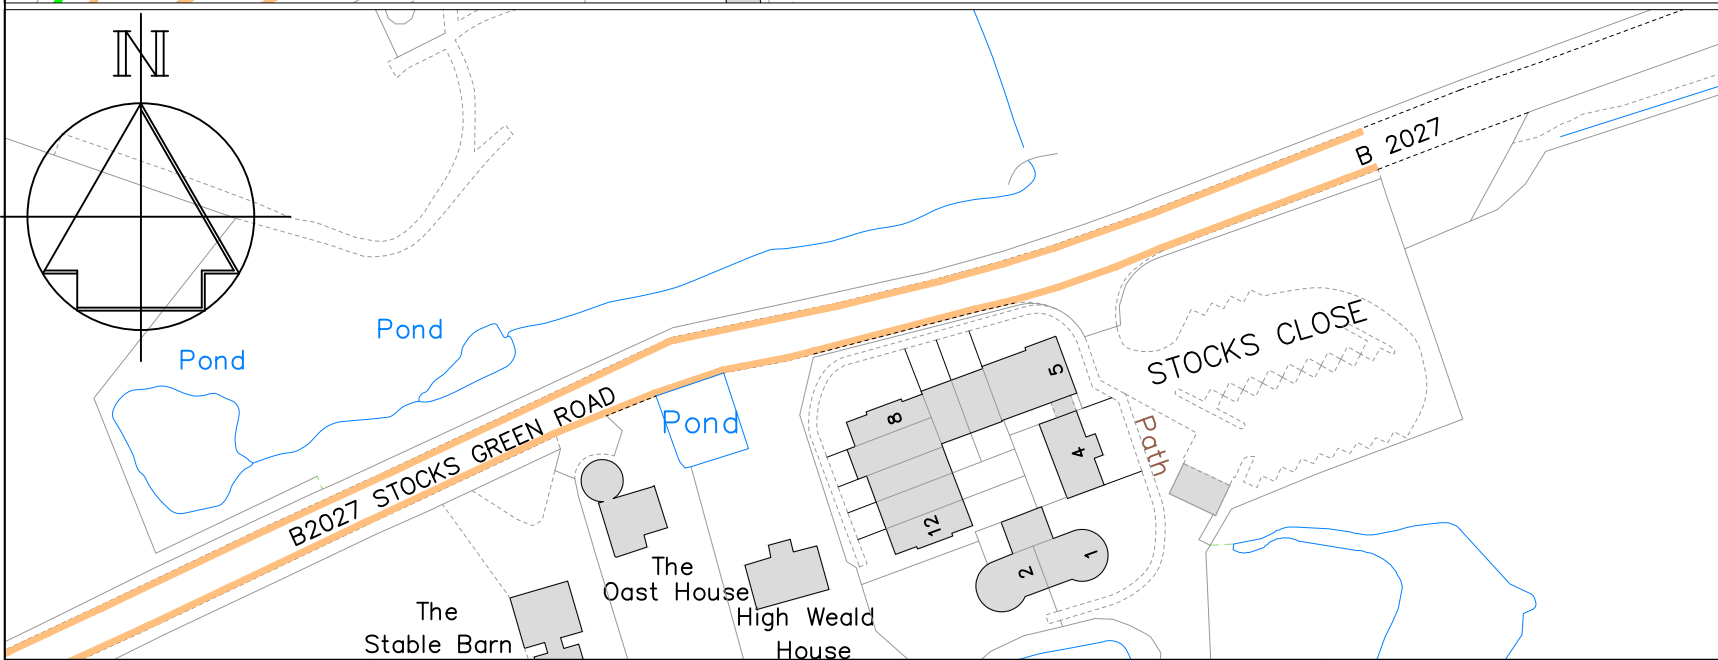 N
B 2027
Pond
Pond
STOCKS CLOSE
5
8
Pond
B2027 STOCKS GREEN ROAD
Path
4
12
1
2
The
Oast House
High Weald
House
The
Stable Barn